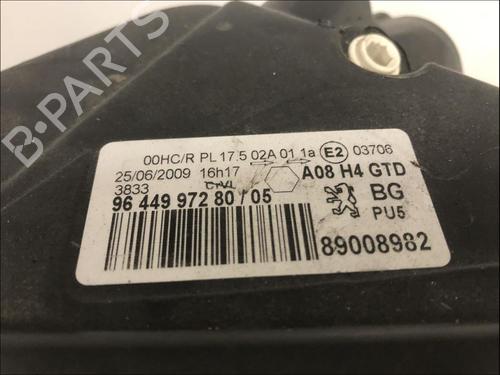 00HC/R PL 17.5 02A 01 1a E2 03706
25/06/2009 16h17 A08 H4 GTD
3833 CAVL BG
96 449 972 80 / 05 PU5
89008982
B-PARTS